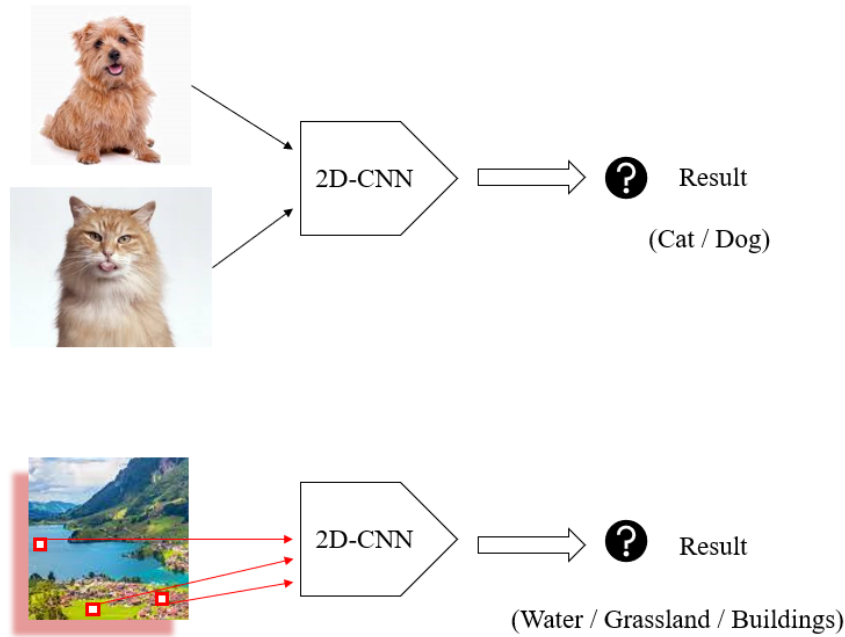 2D-CNN
? Result
(Cat / Dog)
2D-CNN
? Result
(Water / Grassland / Buildings)